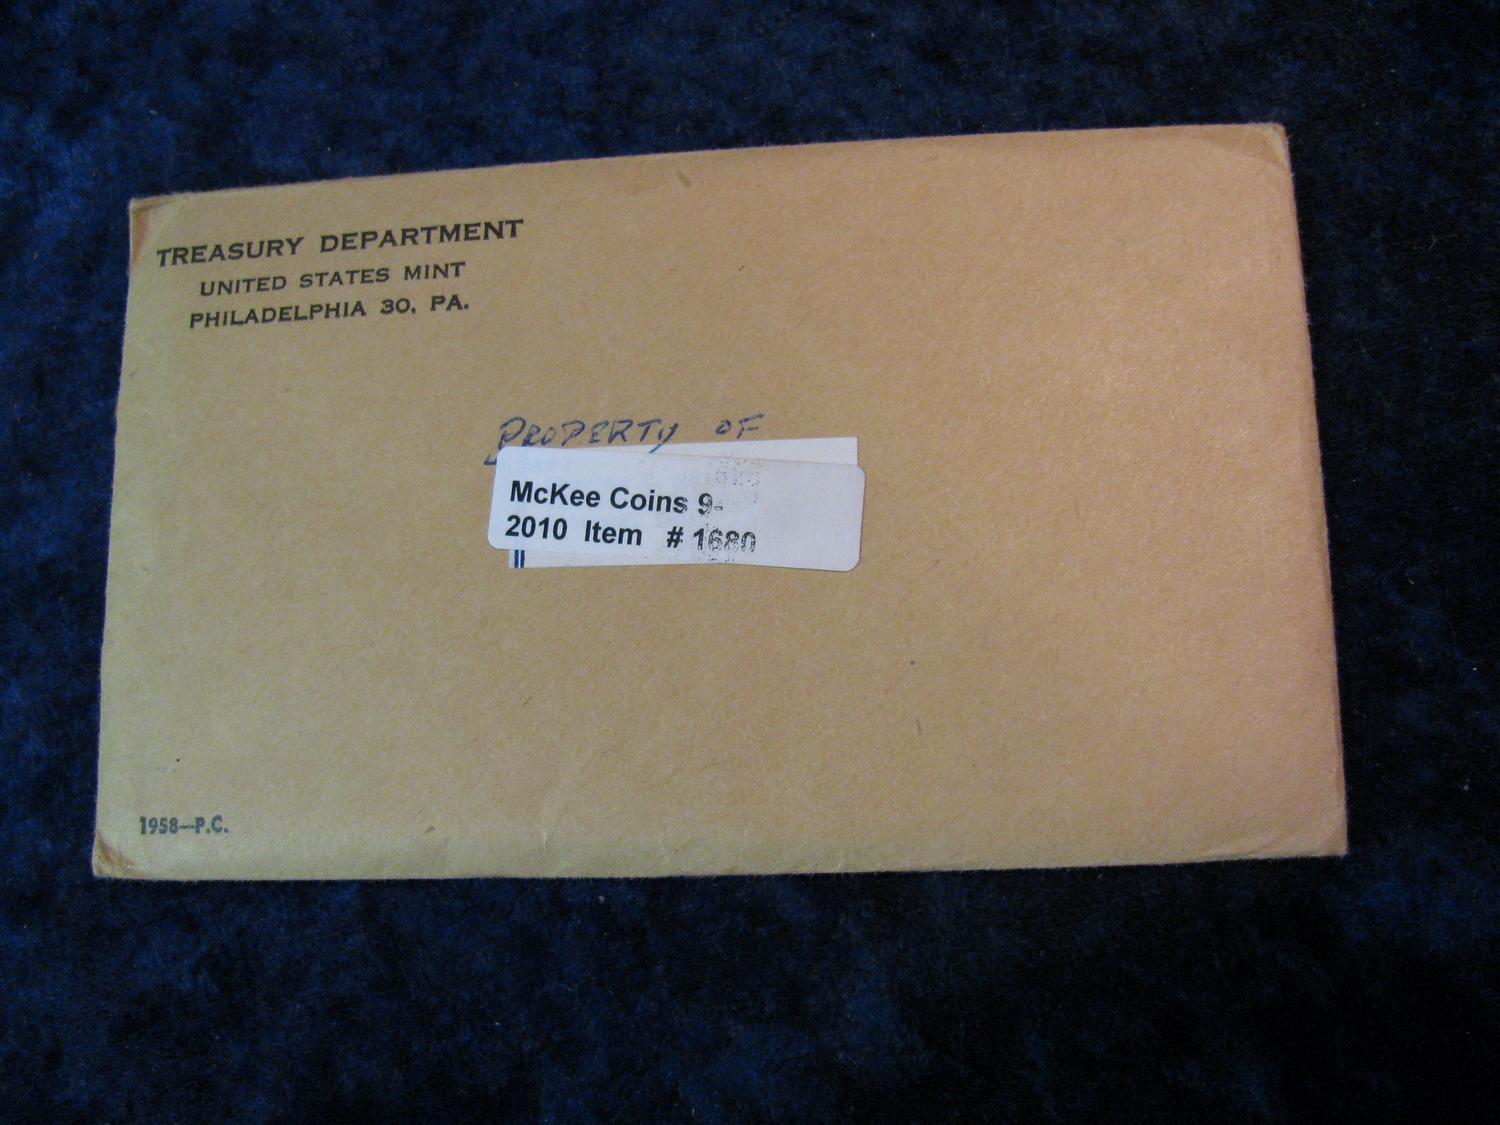 TREASURY DEPARTMENT
UNITED STATES MINT
PHILADELPHIA 30, PA.
PROPERTY OF
McKee Coins 9-
2010 Item # 1680
1958—P.C.